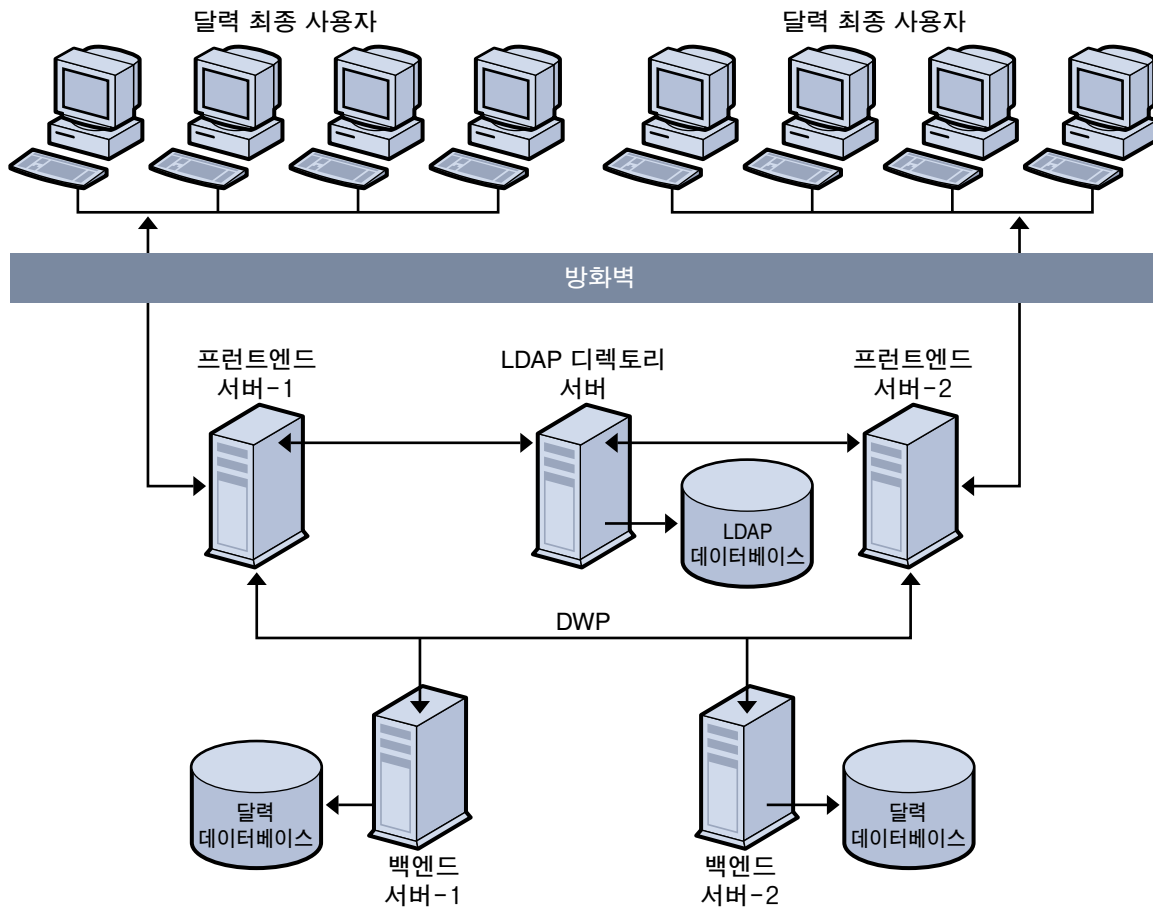 달력 최종 사용자
달력 최종 사용자
방화벽
프런트엔드
서버-1
LDAP 디렉토리
서버
프런트엔드
서버-2
LDAP
데이터베이스
DWP
달력
데이터베이스
백엔드
서버-1
백엔드
서버-2
달력
데이터베이스